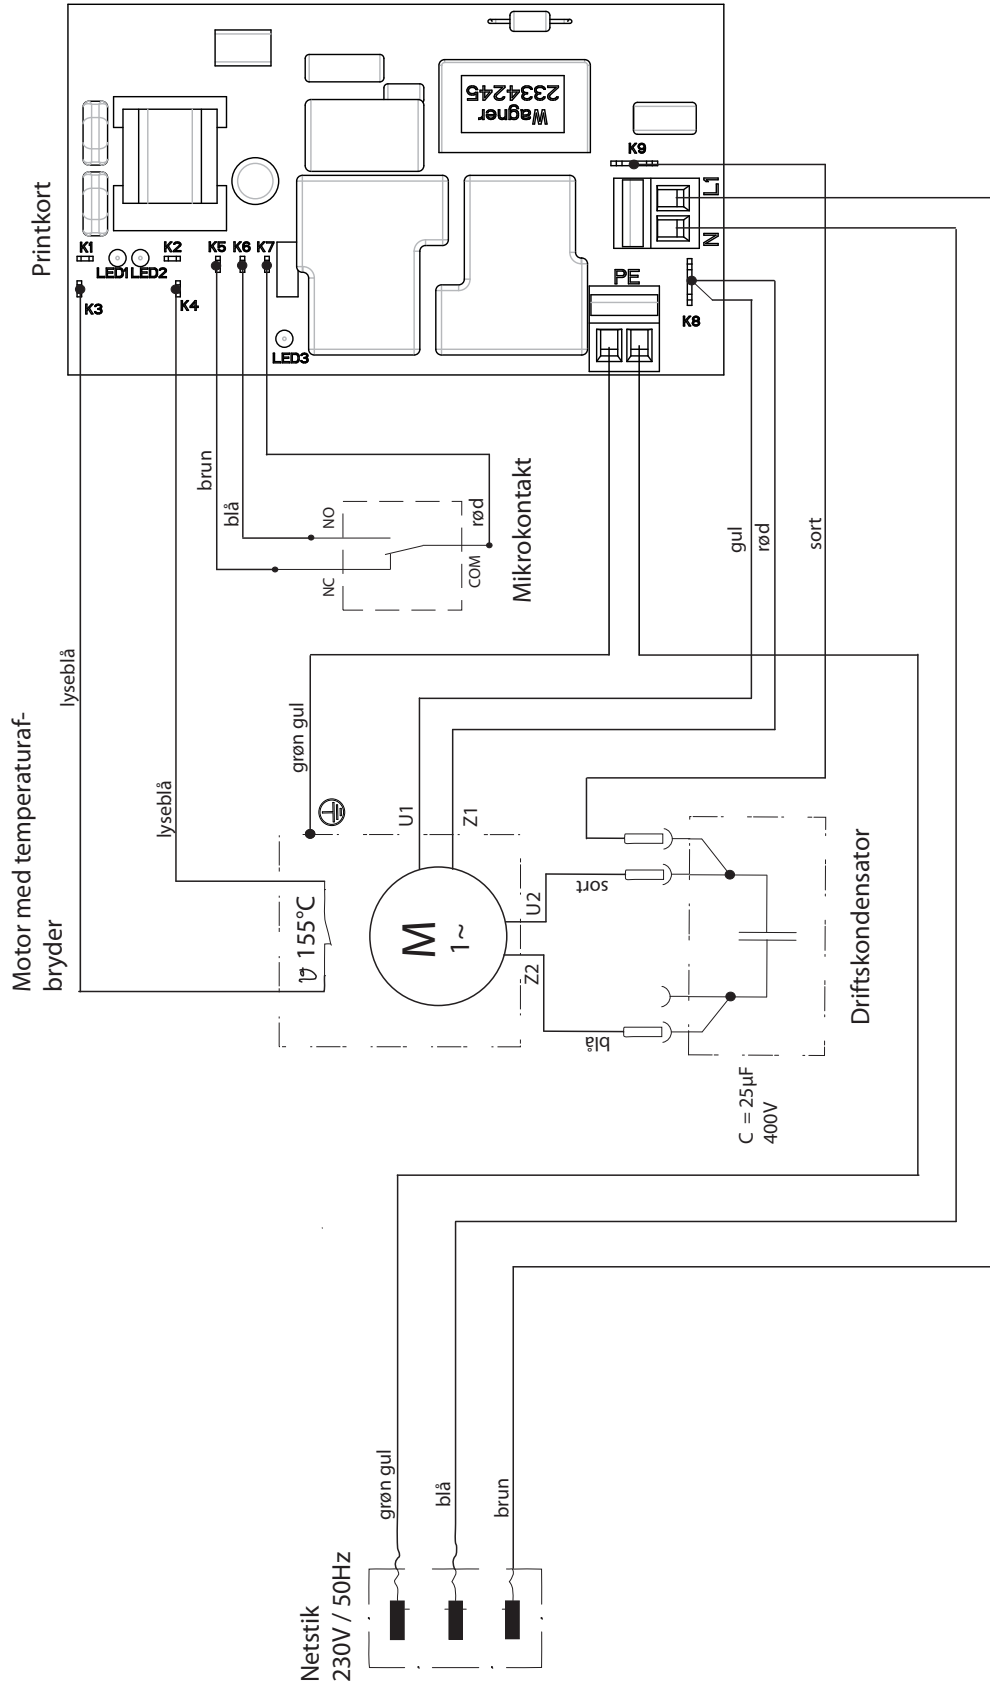 Printkort
Wagner
2334245
K9
L1
N
K1
K2
LED1
LED2
K5
K6
K7
K3
K4
LED3
PE
K8
brun
blå
NO
NC
COM
rød
Mikrokontakt
gul
rød
sort
lyseblå
lyseblå
Motor med temperaturaf-
bryder
grøn gul
U1
Z1
ϑ 155°C
M
1~
U2
Z2
sort
blå
Driftskondensator
C = 25µF
400V
grøn gul
blå
brun
Netstik
230V / 50Hz